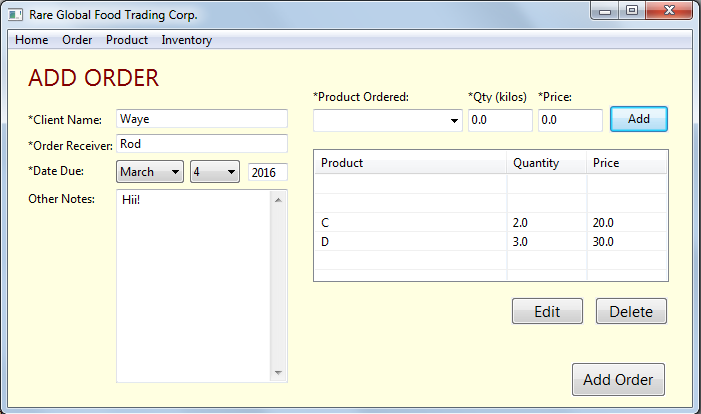 Rare Global Food Trading Corp.
Home Order Product Inventory
ADD ORDER
*Client Name: Waye
*Order Receiver: Rod
*Date Due: March 4 2016
Other Notes: Hii!
*Product Ordered: *Qty (kilos) *Price:
0.0 0.0 Add
Product Quantity Price
C 2.0 20.0
D 3.0 30.0
Edit Delete
Add Order